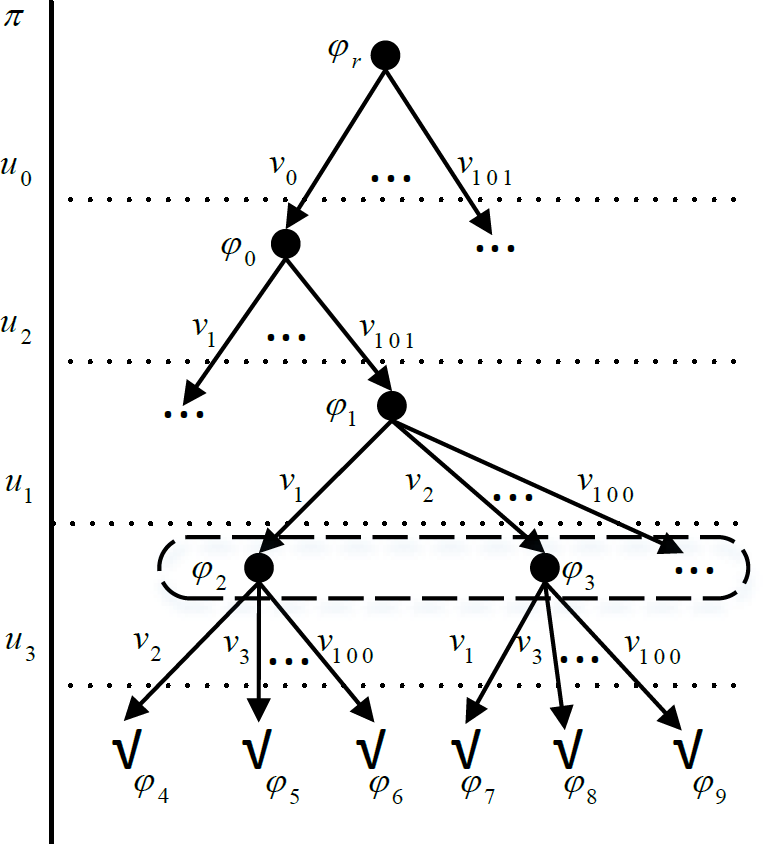 π
φr
u0 v0 ... v101
φ0 ...
u2 v1 ... v101
... φ1
u1 v1 v2 ... v100
φ2 φ3 ...
u3 v2 v3 ... v100 v1 v3 ... v100
√ √ √ √ √ √
φ4 φ5 φ6 φ7 φ8 φ9